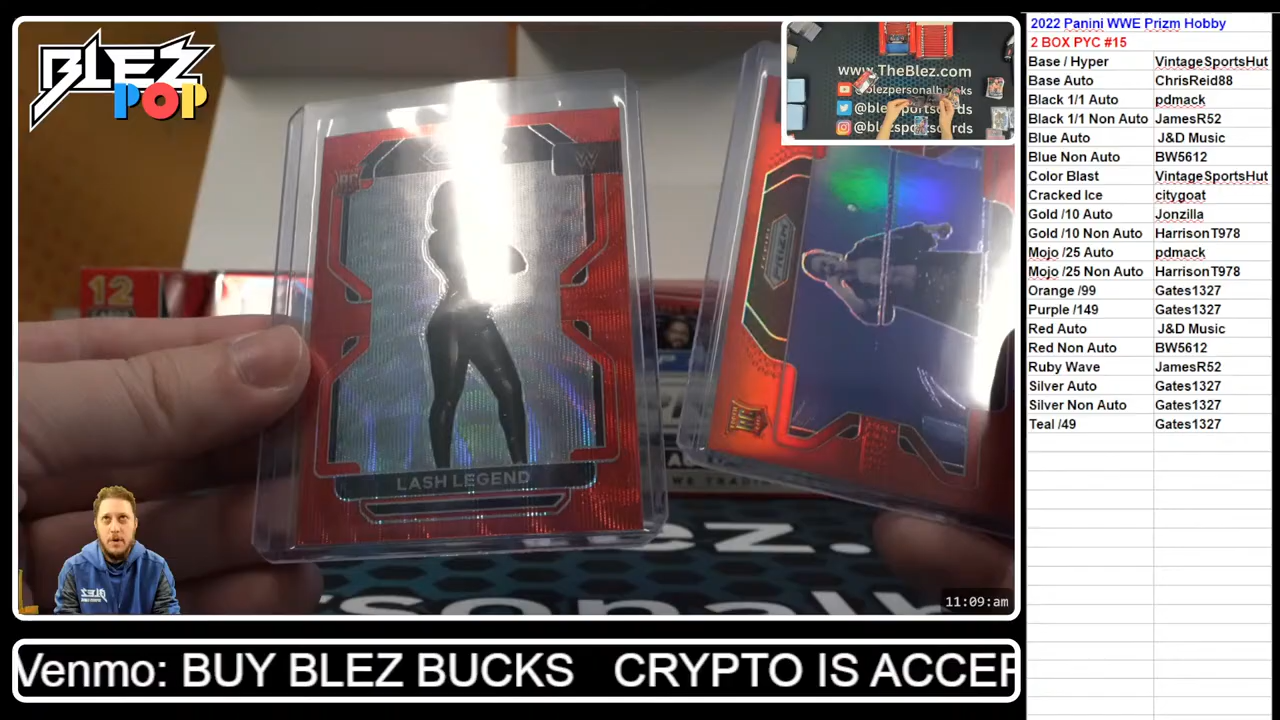 BLEZ
POP
www.TheBlez.com
@blezpersonalbreaks
@blezsportscards
@blezsportscards
RC
W
LASH LEGEND
PRIZM
12
11:09:am
Venmo: BUY BLEZ BUCKS CRYPTO IS ACCEP
2022 Panini WWE Prizm Hobby
2 BOX PYC #15
Base / Hyper VintageSportsHut
Base Auto ChrisReid88
Black 1/1 Auto pdmack
Black 1/1 Non Auto JamesR52
Blue Auto J&D Music
Blue Non Auto BW5612
Color Blast VintageSportsHut
Cracked Ice citygoat
Gold /10 Auto Jonzilla
Gold /10 Non Auto HarrisonT978
Mojo /25 Auto pdmack
Mojo /25 Non Auto HarrisonT978
Orange /99 Gates1327
Purple /149 Gates1327
Red Auto J&D Music
Red Non Auto BW5612
Ruby Wave JamesR52
Silver Auto Gates1327
Silver Non Auto Gates1327
Teal /49 Gates1327